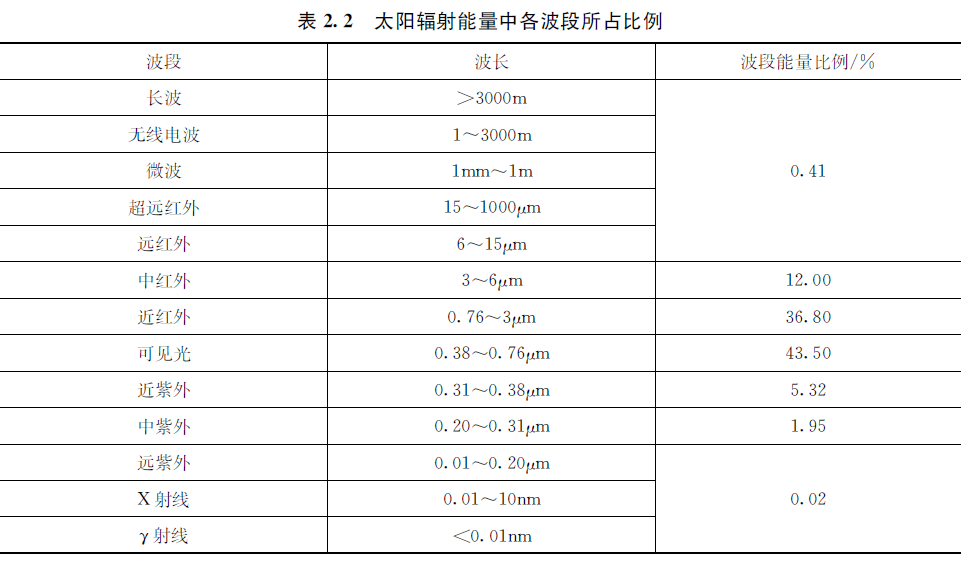 表 2. 2 太阳辐射能量中各波段所占比例
波段 波长 波段能量比例/%
长波 >3000m
无线电波 1～3000m
微波 1mm～1m 0.41
超远红外 15～1000μm
远红外 6～15μm
中红外 3～6μm 12.00
近红外 0.76～3μm 36.80
可见光 0.38～0.76μm 43.50
近紫外 0.31～0.38μm 5.32
中紫外 0.20～0.31μm 1.95
远紫外 0.01～0.20μm
X 射线 0.01～10nm 0.02
γ射线 <0.01nm